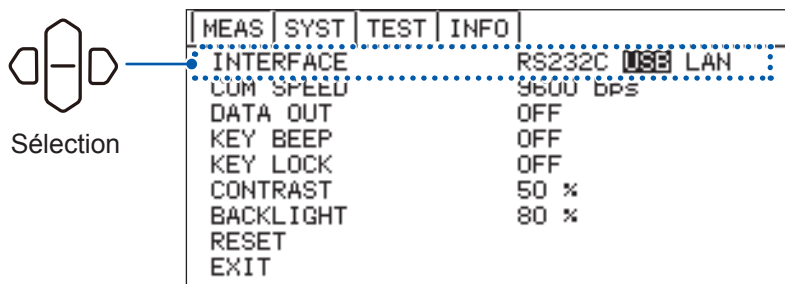 MEAS SYST TEST INFO
INTERFACE RS232C USB LAN
COM SPEED 9600 bps
DATA OUT OFF
KEY BEEP OFF
KEY LOCK OFF
CONTRAST 50 %
BACKLIGHT 80 %
RESET
EXIT
Sélection